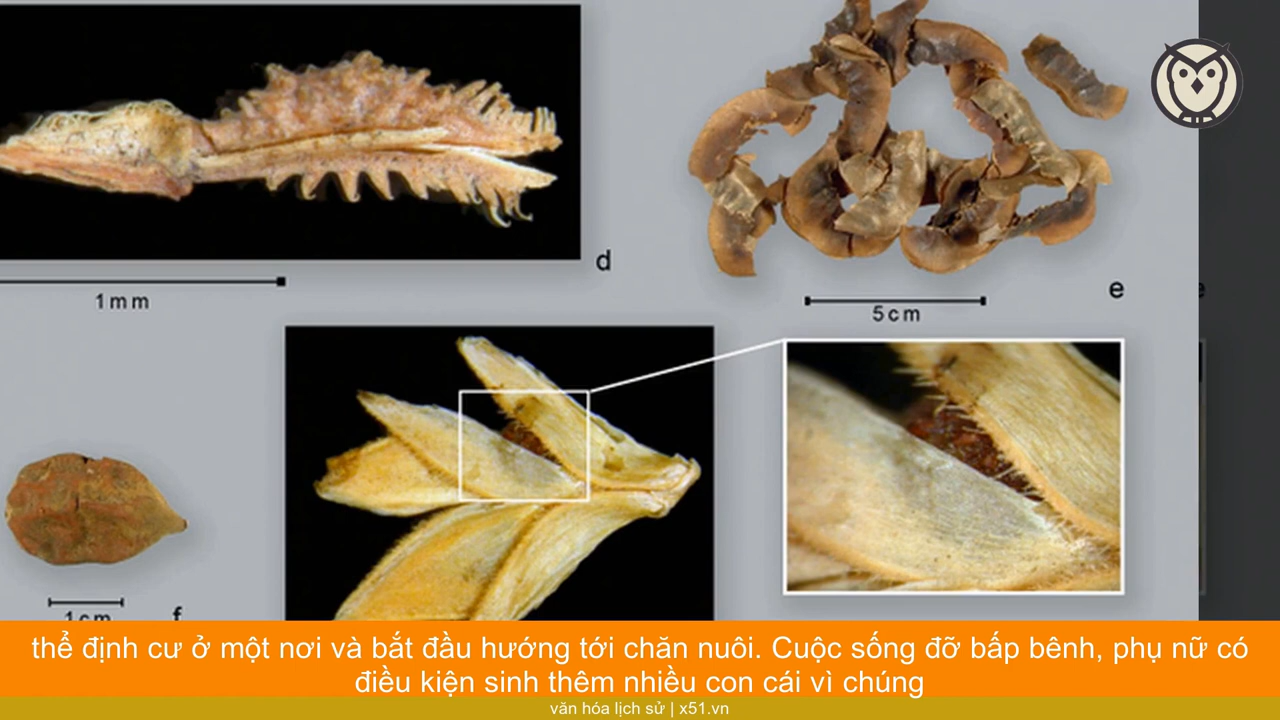 d
1mm
e
5cm
1cm
f
thể định cư ở một nơi và bắt đầu hướng tới chăn nuôi. Cuộc sống đỡ bấp bênh, phụ nữ có
điều kiện sinh thêm nhiều con cái vì chúng
văn hóa lịch sử | x51.vn